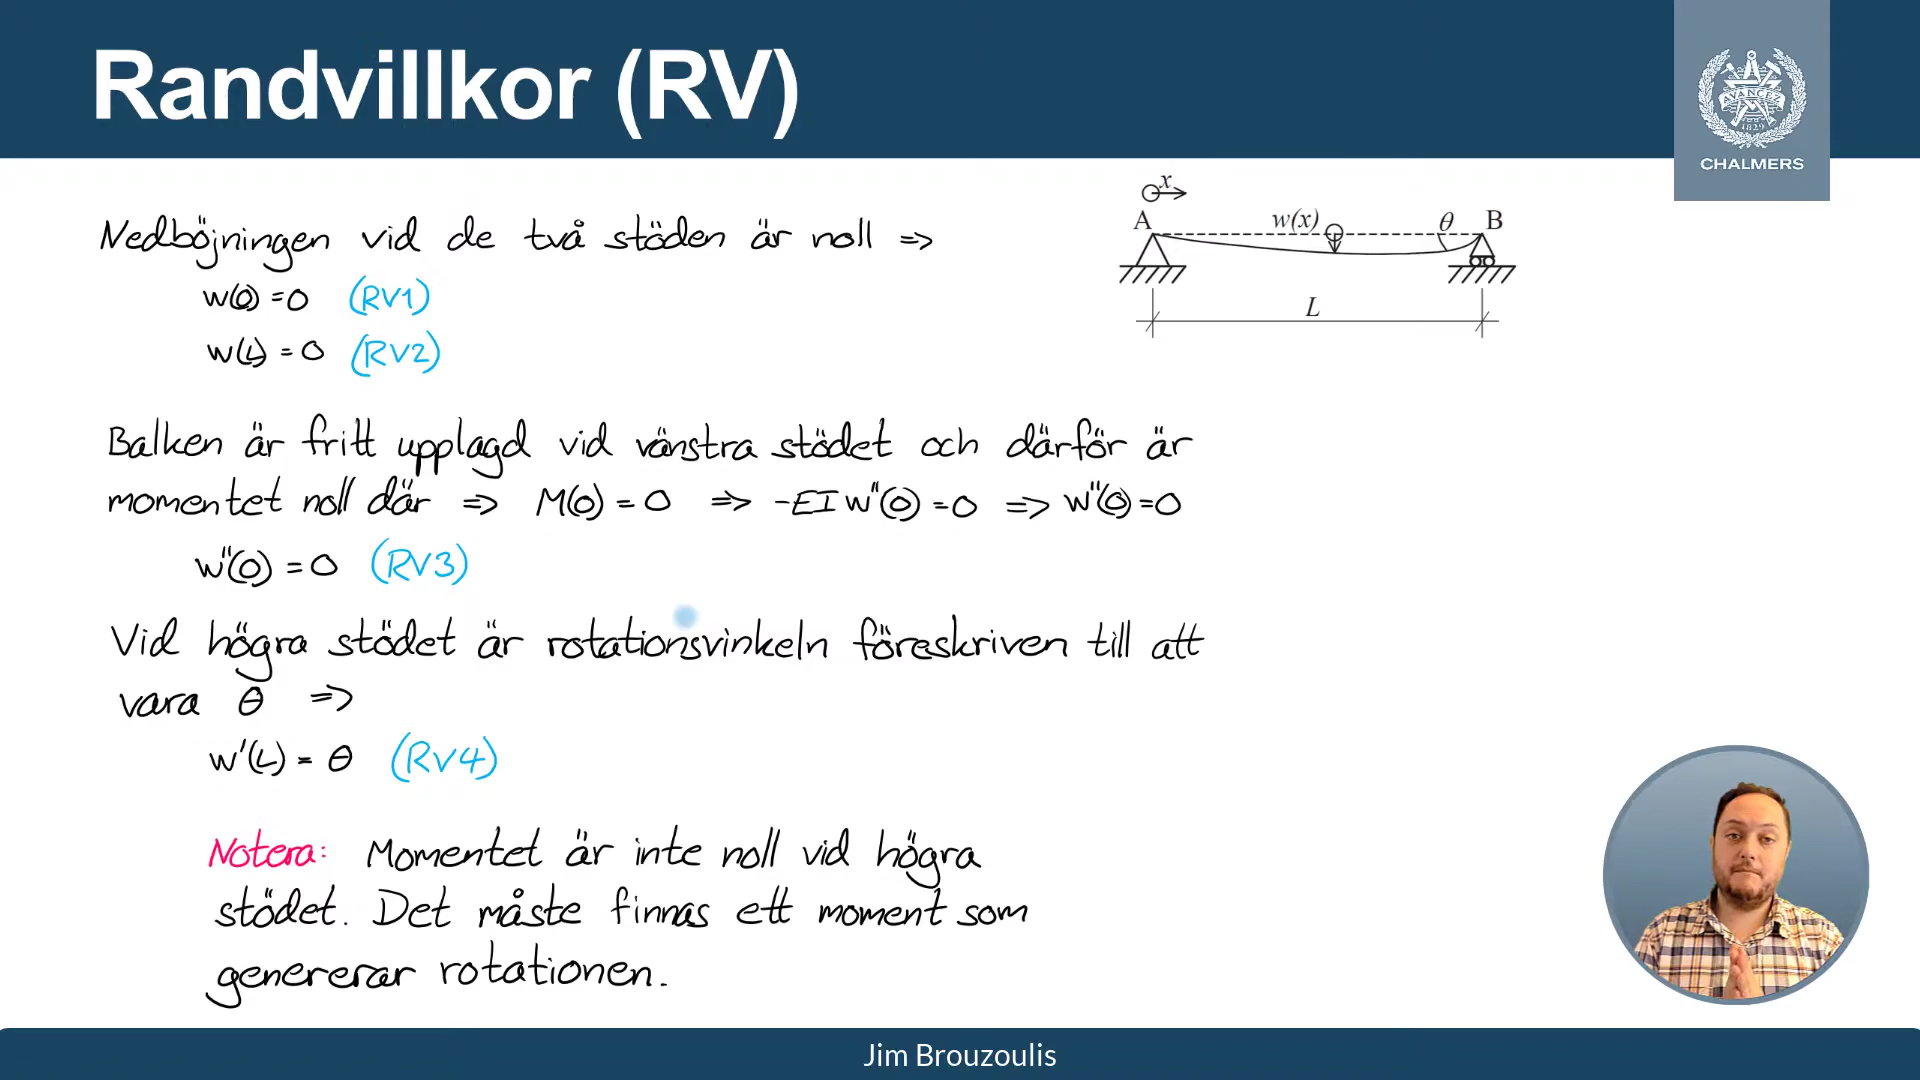 Randvillkor (RV)
AVANCEZ
1829
CHALMERS
Nedböjningen vid de två stöden är noll =>
w(0) = 0 (RV1)
w(L) = 0 (RV2)
x
A w(x) θ B
L
Balken är fritt upplagd vid vänstra stödet och därför är
momentet noll där => M(0) = 0 => -EIw''(0) = 0 => w''(0) = 0
w''(0) = 0 (RV3)
Vid högra stödet är rotationsvinkeln föreskriven till att
vara θ =>
w'(L) = θ (RV4)
Notera: Momentet är inte noll vid högra
stödet. Det måste finnas ett moment som
genererar rotationen.
Jim Brouzoulis